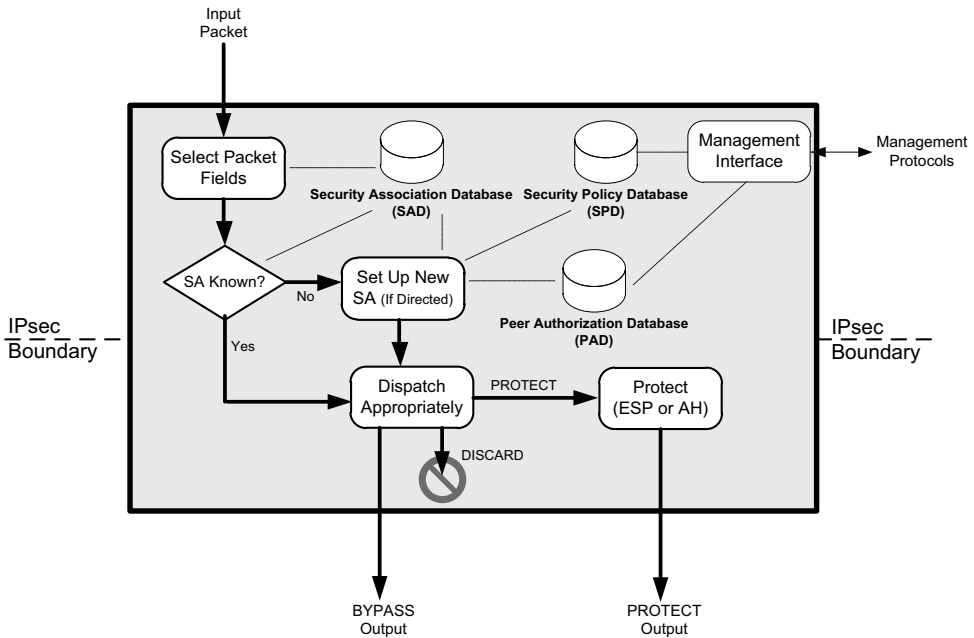 Input
Packet
Select Packet
Fields
Security Association Database
(SAD)
Security Policy Database
(SPD)
Management
Interface
Management
Protocols
SA Known?
No
Set Up New
SA (If Directed)
Peer Authorization Database
(PAD)
IPsec
Boundary
IPsec
Boundary
Yes
Dispatch
Appropriately
PROTECT
Protect
(ESP or AH)
DISCARD
BYPASS
Output
PROTECT
Output